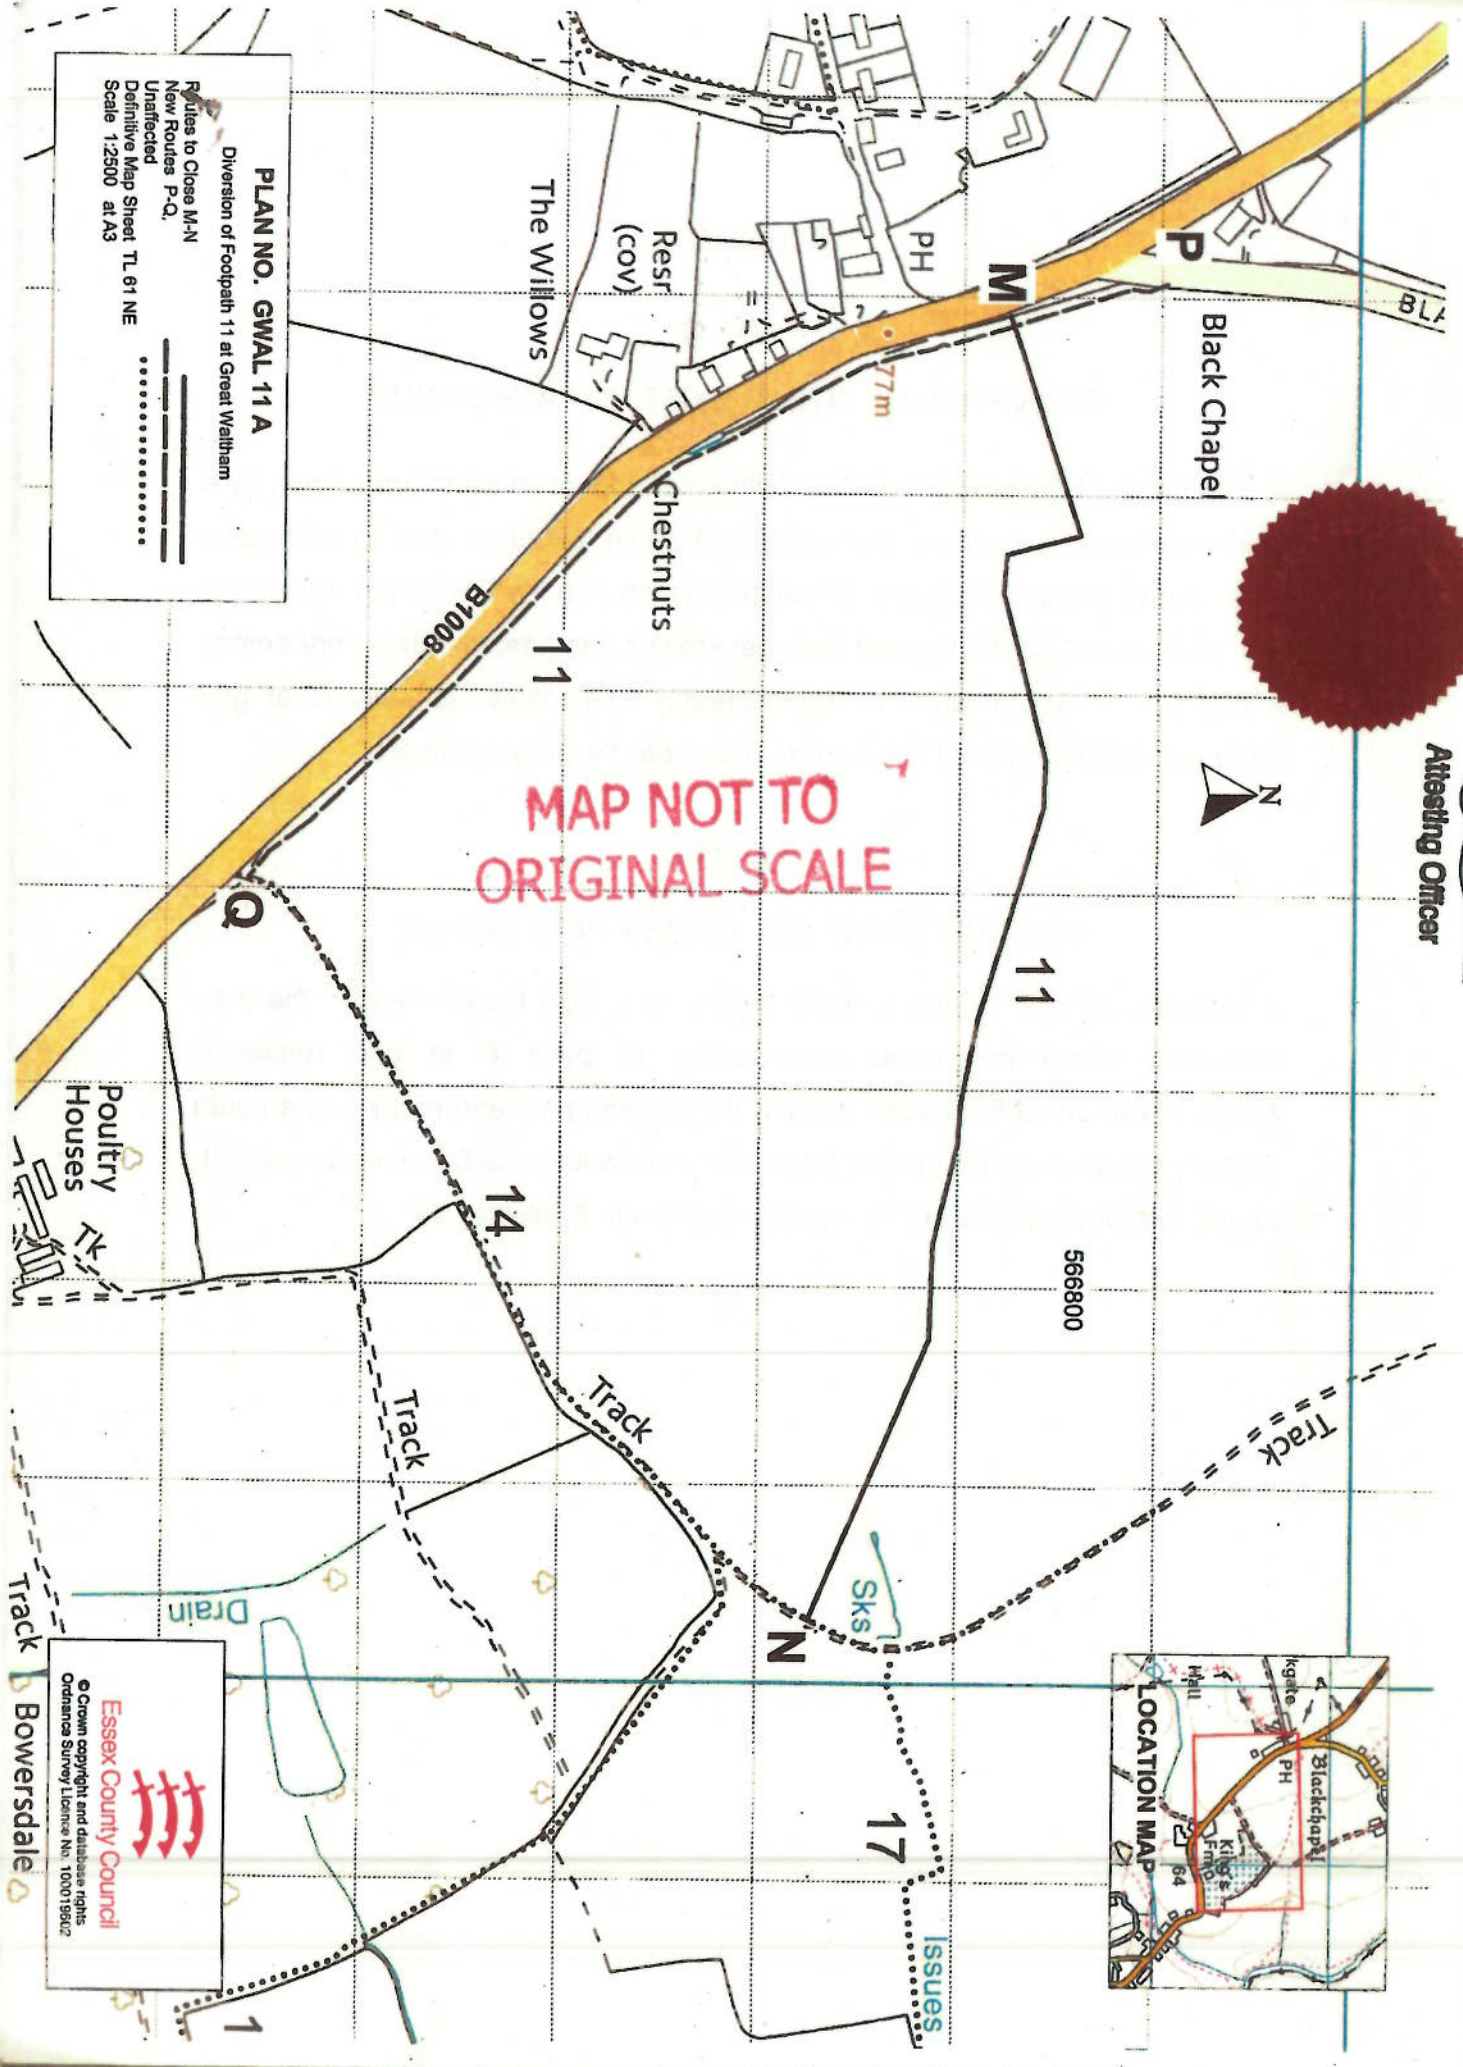 PLAN NO. GWAL 11 A
Diversion of Footpath 11 at Great Waltham
Routes to Close M-N
New Routes P-Q,
Unaffected
Definitive Map Sheet TL 61 NE
Scale 1:2500 at A3
The Willows
Resr
(cov)
PH
M
P
BLA
Black Chapel
77m
Chestnuts
B1008
11
MAP NOT TO
ORIGINAL SCALE
N
Attesting Officer
Q
11
Poultry
Houses
Tk
14
566800
Track
Track
Track
Track
Drain
N
Sks
17
Issues
1
Bowersdale
Essex County Council
© Crown copyright and database rights
Ordnance Survey Licence No. 100019602
LOCATION MAP
kgate
Hall
PH
Blackchapel
King's
Fm
64